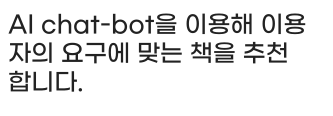 AI chat-bot을 이용해 이용
자의 요구에 맞는 책을 추천
합니다.